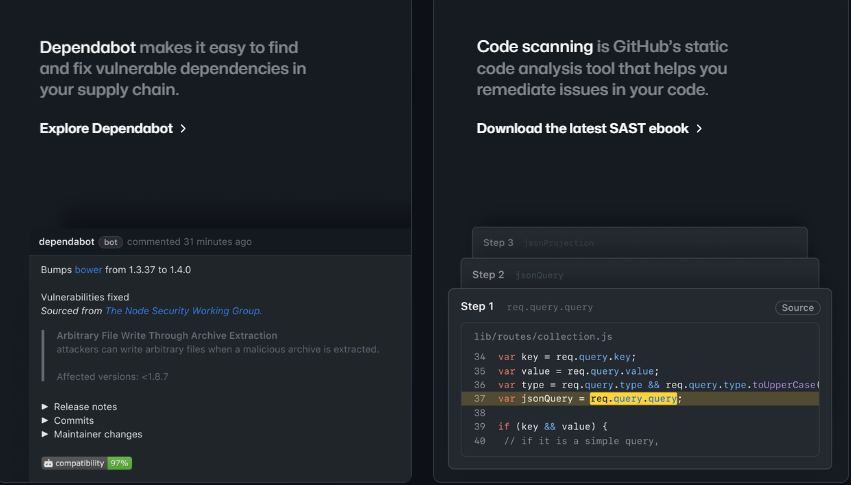 Dependabot makes it easy to find
and fix vulnerable dependencies in
your supply chain.
Explore Dependabot >
dependabot bot commented 31 minutes ago
Bumps bower from 1.3.37 to 1.4.0
Vulnerabilities fixed
Sourced from The Node Security Working Group.
Arbitrary File Write Through Archive Extraction
attackers can write arbitrary files when a malicious archive is extracted.
Affected versions: <1.8.7
► Release notes
► Commits
► Maintainer changes
compatibility 97%
Code scanning is GitHub's static
code analysis tool that helps you
remediate issues in your code.
Download the latest SAST ebook >
Step 3 jsonProjection
Step 2 jsonQuery
Step 1 req.query.query Source
lib/routes/collection.js
34 var key = req.query.key;
35 var value = req.query.value;
36 var type = req.query.type && req.query.type.toUpperCase(
37 var jsonQuery = req.query.query;
38
39 if (key && value) {
40 // if it is a simple query,